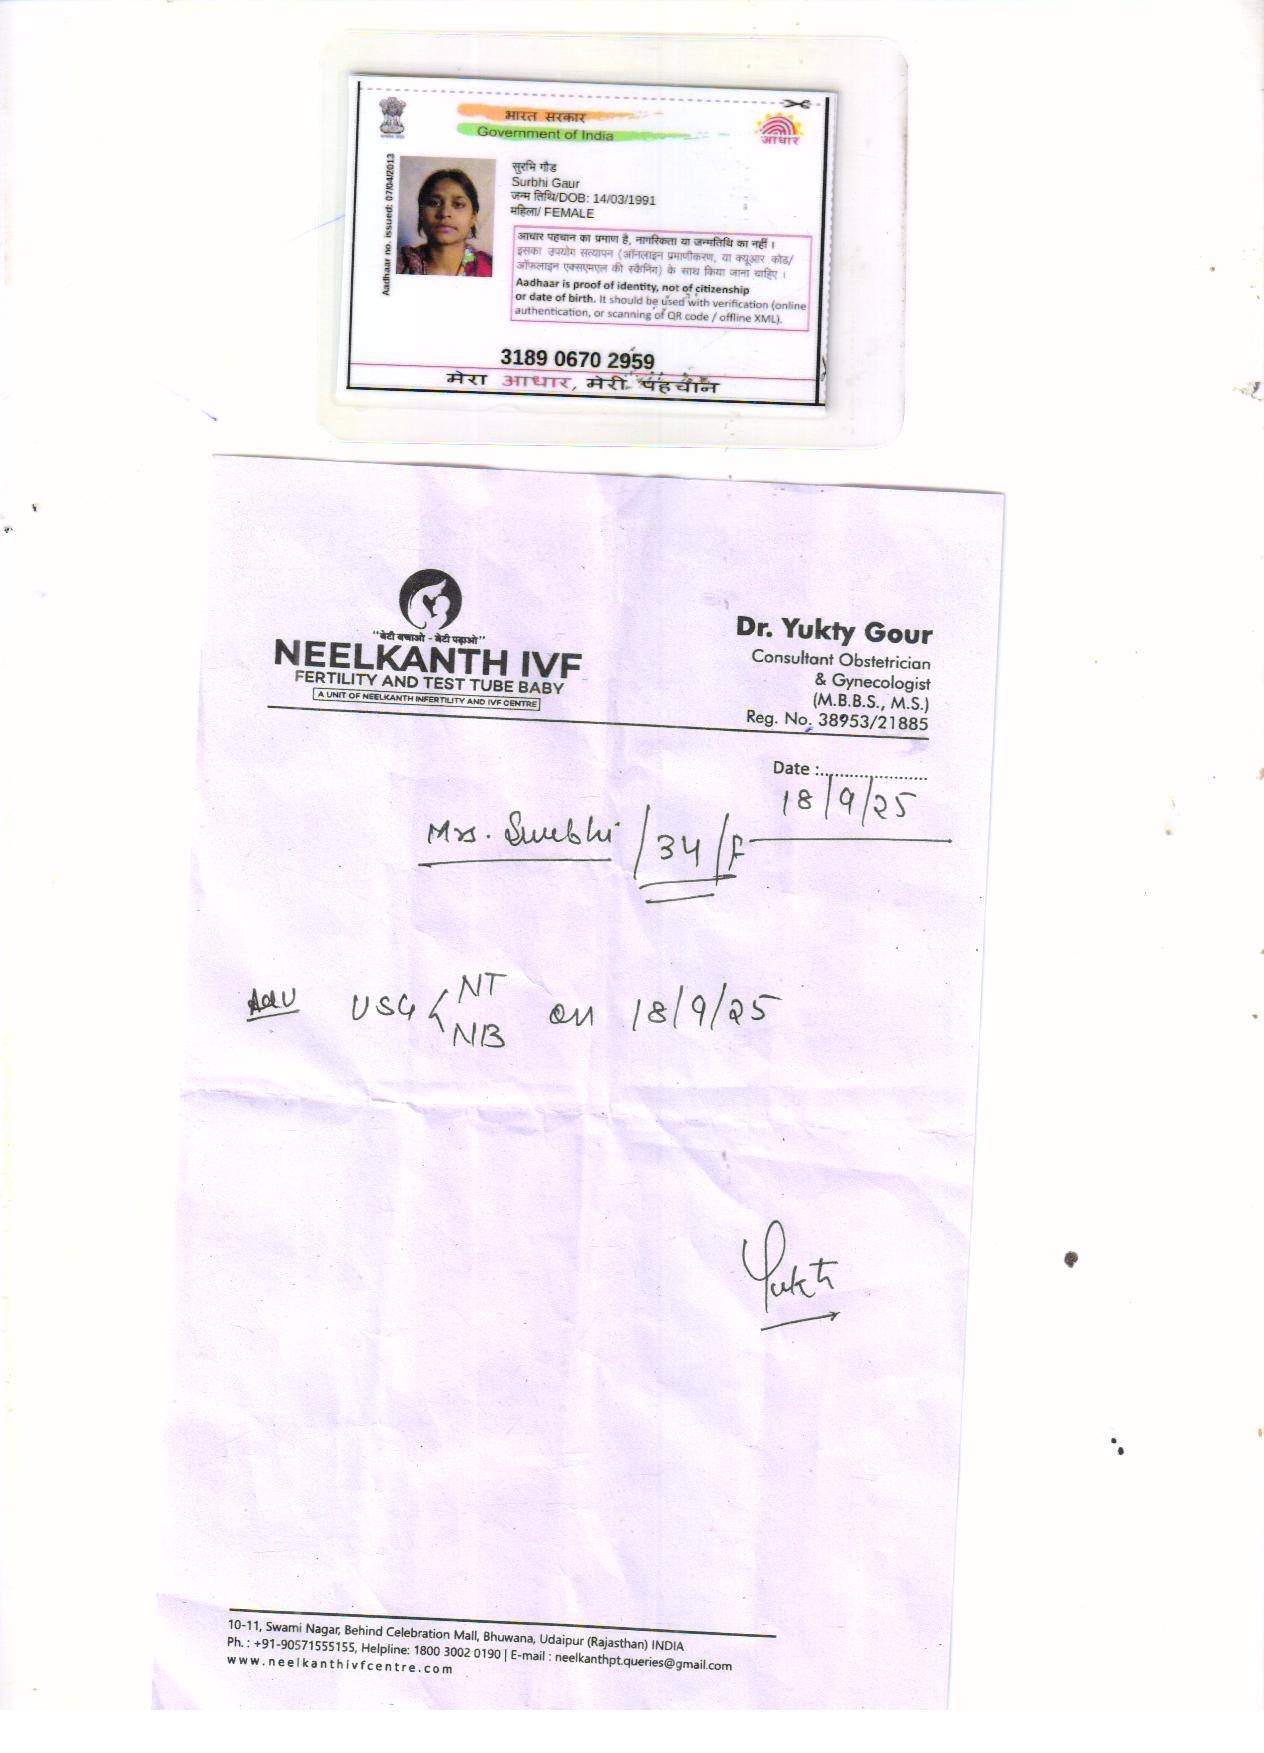 भारत सरकार
Government of India
आधार
Aadhaar no. issued: 07/04/2013
सुरभि गौड
Surbhi Gaur
जन्म तिथि/DOB: 14/03/1991
महिला/ FEMALE
आधार पहचान का प्रमाण है, नागरिकता या जन्मतिथि का नहीं ।
इसका उपयोग सत्यापन (ऑनलाइन प्रमाणीकरण, या क्यूआर कोड/
ऑफलाइन एक्सएमएल की स्कैनिंग) के साथ किया जाना चाहिए ।
Aadhaar is proof of identity, not of citizenship
or date of birth. It should be used with verification (online
authentication, or scanning of QR code / offline XML).
3189 0670 2959
मेरा आधार, मेरी पहचान
"बेटी बचाओ - बेटी पढ़ाओ"
NEELKANTH IVF
FERTILITY AND TEST TUBE BABY
A UNIT OF NEELKANTH INFERTILITY AND IVF CENTRE
Dr. Yukty Gour
Consultant Obstetrician
& Gynecologist
(M.B.B.S., M.S.)
Reg. No. 38953/21885
Date :......................
18/9/25
Mrs. Surbhi /34/F
Adv USG < NT NB on 18/9/25
Yukti
10-11, Swami Nagar, Behind Celebration Mall, Bhuwana, Udaipur (Rajasthan) INDIA
Ph. : +91-90571555155, Helpline: 1800 3002 0190 | E-mail : neelkanthpt.queries@gmail.com
www.neelkanthivfcentre.com